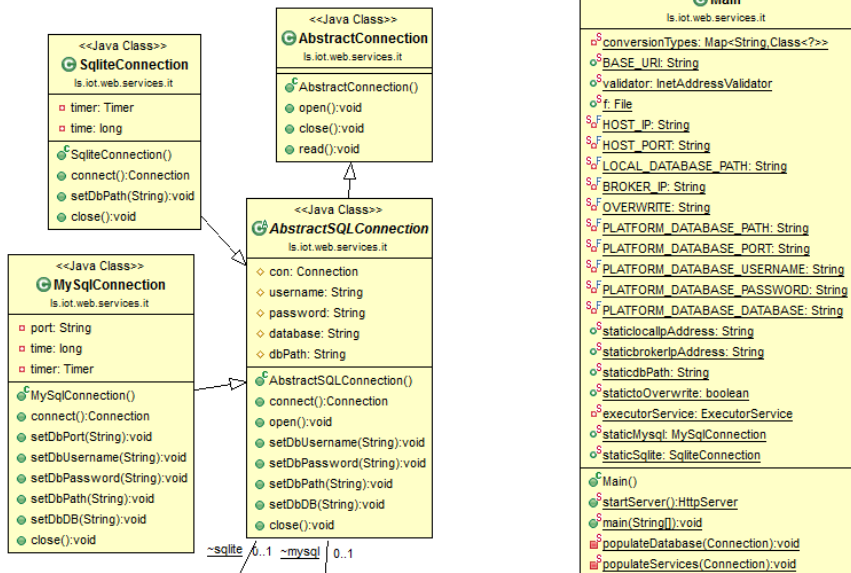 <<Java Class>>
SqliteConnection
ls.iot.web.services.it
timer: Timer
time: long
SqliteConnection()
connect():Connection
setDbPath(String):void
close():void
<<Java Class>>
AbstractConnection
ls.iot.web.services.it
AbstractConnection()
open():void
close():void
read():void
<<Java Class>>
MySqlConnection
ls.iot.web.services.it
port: String
time: long
timer: Timer
MySqlConnection()
connect():Connection
setDbPort(String):void
setDbUsername(String):void
setDbPassword(String):void
setDbPath(String):void
setDbDB(String):void
close():void
<<Java Class>>
AbstractSQLConnection
ls.iot.web.services.it
con: Connection
username: String
password: String
database: String
dbPath: String
AbstractSQLConnection()
connect():Connection
open():void
setDbUsername(String):void
setDbPassword(String):void
setDbPath(String):void
setDbDB(String):void
close():void
~sqlite 0..1 ~mysql 0..1
Main
ls.iot.web.services.it
conversionTypes: Map<String,Class<?>>
BASE_URI: String
validator: InetAddressValidator
f: File
HOST_IP: String
HOST_PORT: String
LOCAL_DATABASE_PATH: String
BROKER_IP: String
OVERWRITE: String
PLATFORM_DATABASE_PATH: String
PLATFORM_DATABASE_PORT: String
PLATFORM_DATABASE_USERNAME: String
PLATFORM_DATABASE_PASSWORD: String
PLATFORM_DATABASE_DATABASE: String
staticlocalIpAddress: String
staticbrokerIpAddress: String
staticdbPath: String
statictoOverwrite: boolean
executorService: ExecutorService
staticMysql: MySqlConnection
staticSqlite: SqliteConnection
Main()
startServer():HttpServer
main(String[]):void
populateDatabase(Connection):void
populateServices(Connection):void